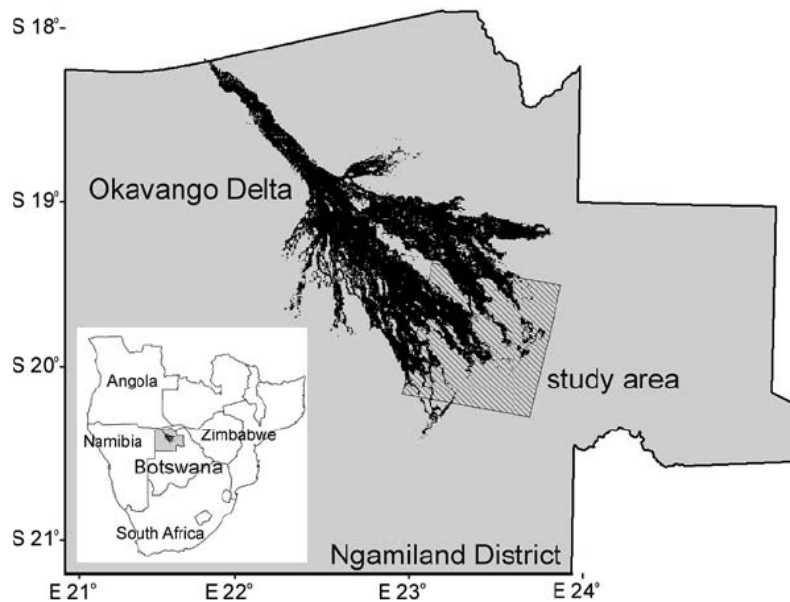 S 18°
Okavango Delta
S 19°
S 20°
study area
Angola
Namibia
Zimbabwe
Botswana
South Africa
S 21°
Ngamiland District
E 21°
E 22°
E 23°
E 24°